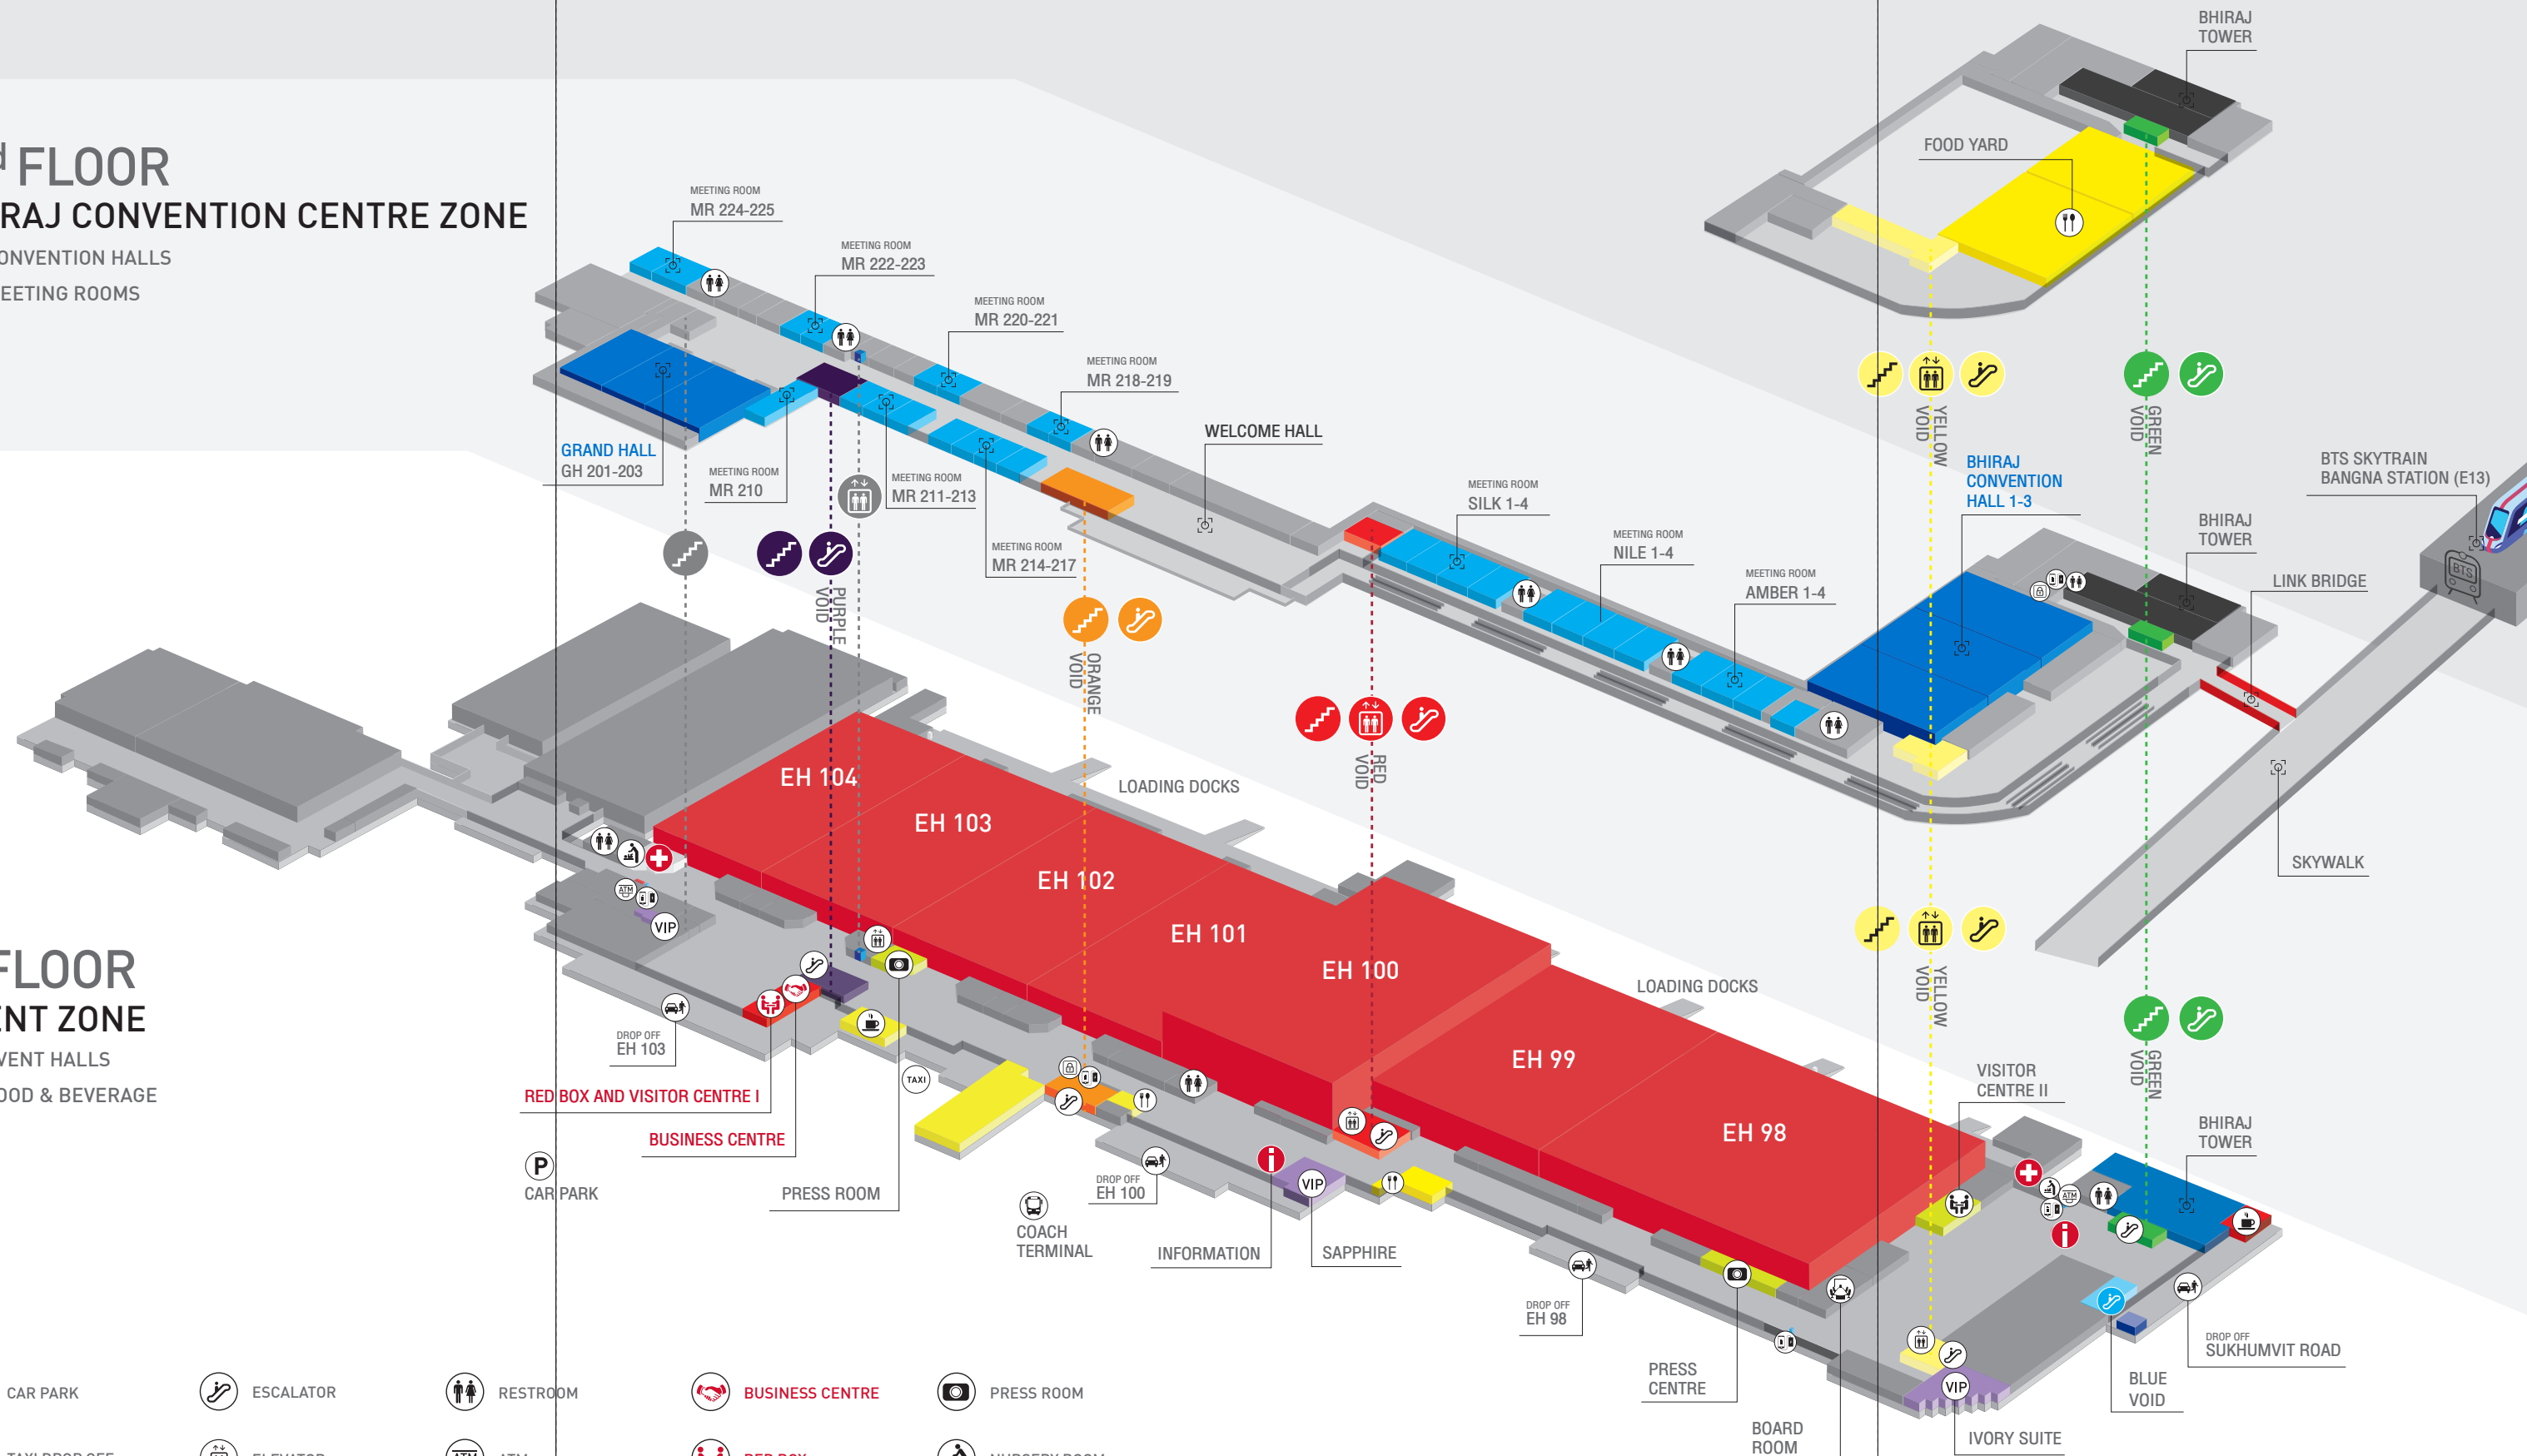 FLOOR
RAJ CONVENTION CENTRE ZONE
ONVENTION HALLS
EETING ROOMS
MEETING ROOM
MR 224-225
MEETING ROOM
MR 222-223
MEETING ROOM
MR 220-221
MEETING ROOM
MR 218-219
WELCOME HALL
GRAND HALL
GH 201-203
MEETING ROOM
MR 210
MEETING ROOM
MR 211-213
MEETING ROOM
MR 214-217
MEETING ROOM
SILK 1-4
MEETING ROOM
NILE 1-4
MEETING ROOM
AMBER 1-4
BHIRAJ
TOWER
FOOD YARD
YELLOW
VOID
GREEN
VOID
BHIRAJ
CONVENTION
HALL 1-3
BTS SKYTRAIN
BANGNA STATION (E13)
BTS
BHIRAJ
TOWER
LINK BRIDGE
SKYWALK
PURPLE
VOID
ORANGE
VOID
RED
VOID
YELLOW
VOID
GREEN
VOID
FLOOR
ENT ZONE
VENT HALLS
OOD & BEVERAGE
EH 104
EH 103
EH 102
EH 101
EH 100
EH 99
EH 98
LOADING DOCKS
LOADING DOCKS
ATM
VIP
DROP OFF
EH 103
RED BOX AND VISITOR CENTRE I
BUSINESS CENTRE
P
CAR PARK
PRESS ROOM
TAXI
COACH
TERMINAL
DROP OFF
EH 100
i
INFORMATION
VIP
SAPPHIRE
DROP OFF
EH 98
PRESS
CENTRE
BOARD
ROOM
VISITOR
CENTRE II
ATM
i
BHIRAJ
TOWER
VIP
IVORY SUITE
BLUE
VOID
DROP OFF
SUKHUMVIT ROAD
CAR PARK
ESCALATOR
RESTROOM
BUSINESS CENTRE
PRESS ROOM